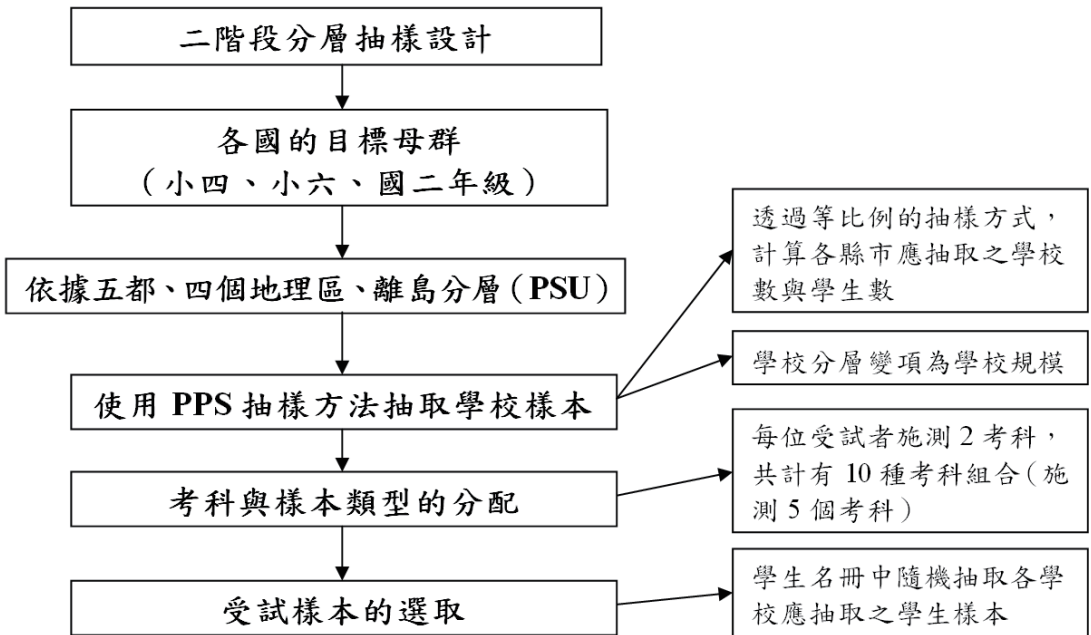 二階段分層抽樣設計
各國的目標母群
（小四、小六、國二年級）
依據五都、四個地理區、離島分層（PSU）
使用 PPS 抽樣方法抽取學校樣本
考科與樣本類型的分配
受試樣本的選取
透過等比例的抽樣方式，
計算各縣市應抽取之學校
數與學生數
學校分層變項為學校規模
每位受試者施測 2 考科，
共計有 10 種考科組合（施
測 5 個考科）
學生名冊中隨機抽取各學
校應抽取之學生樣本